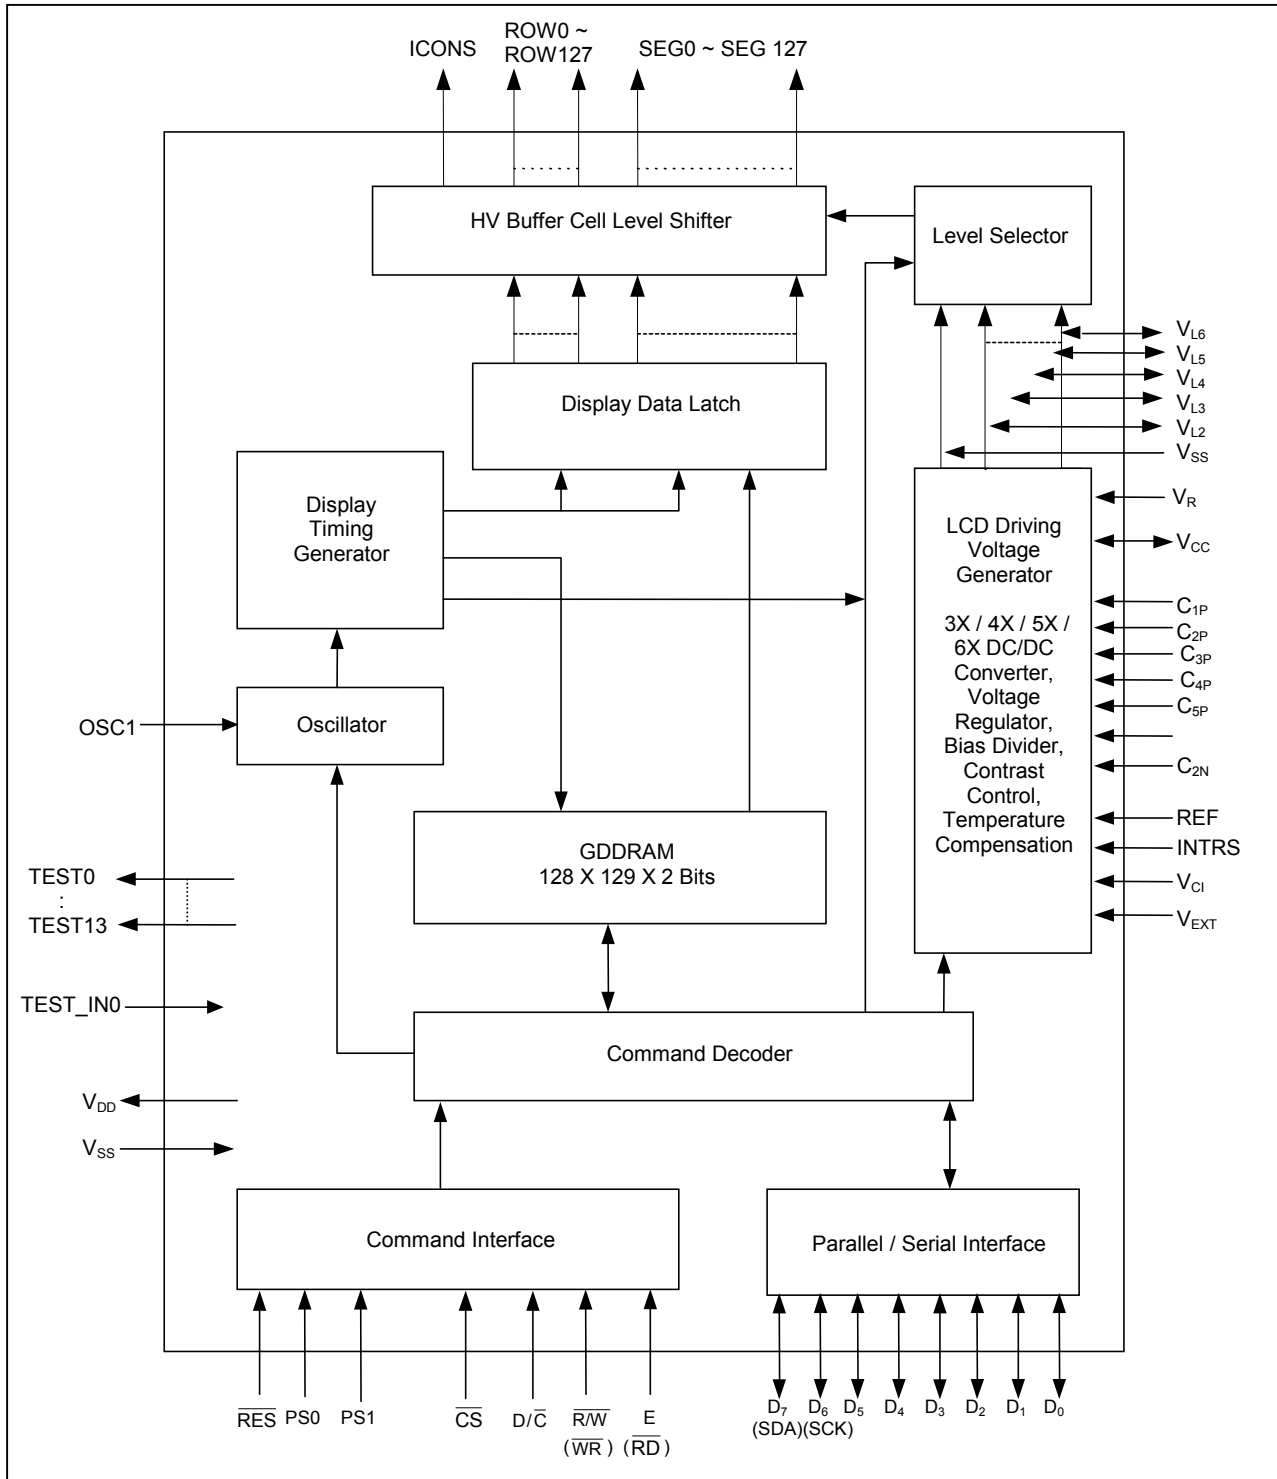 ICONS
ROW0 ~
ROW127
SEG0 ~ SEG 127
HV Buffer Cell Level Shifter
Level Selector
VL6
VL5
VL4
VL3
VL2
VSS
Display Data Latch
Display
Timing
Generator
LCD Driving
Voltage
Generator
3X / 4X / 5X /
6X DC/DC
Converter,
Voltage
Regulator,
Bias Divider,
Contrast
Control,
Temperature
Compensation
VR
VCC
C1P
C2P
C3P
C4P
C5P
C2N
REF
INTRS
VCI
VEXT
OSC1
Oscillator
GDDRAM
128 X 129 X 2 Bits
TEST0
:
TEST13
TEST_IN0
Command Decoder
VDD
VSS
Command Interface
Parallel / Serial Interface
R̅E̅S̅ PS0 PS1 C̅S̅ D/C̅ R̅/̅W̅ E
(W̅R̅) (R̅D̅)
D7 D6 D5 D4 D3 D2 D1 D0
(SDA)(SCK)